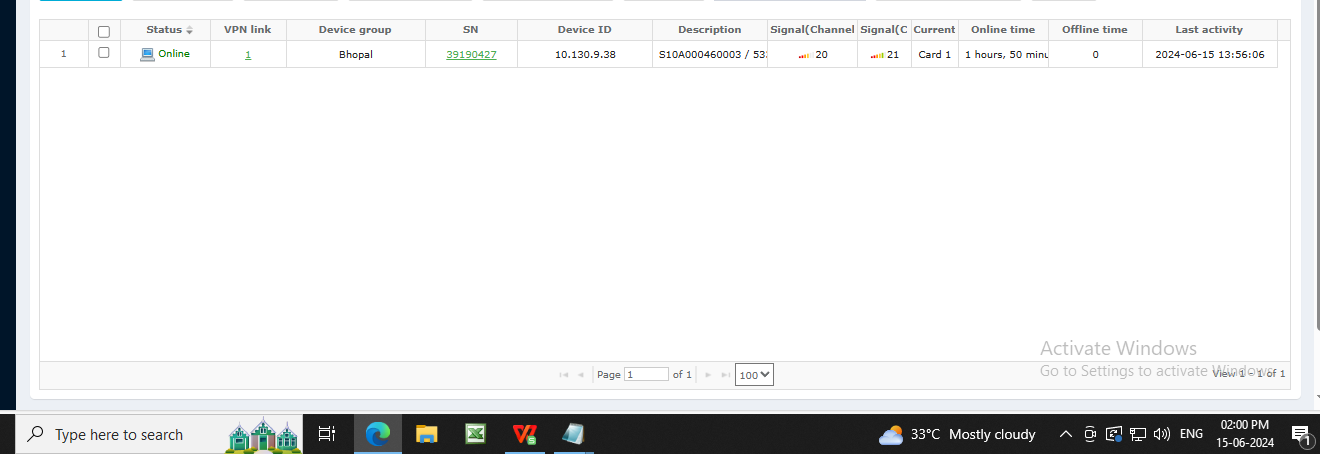 Status VPN link Device group SN Device ID Description Signal(Channel Signal(C Current Online time Offline time Last activity
1 Online 1 Bhopal 39190427 10.130.9.38 S10A000460003 / 53 20 21 Card 1 1 hours, 50 minu 0 2024-06-15 13:56:06
Activate Windows
Go to Settings to activate Windows.
Page 1 of 1 100 View 1 - 1 of 1
Type here to search 33°C Mostly cloudy ENG 02:00 PM
15-06-2024 1